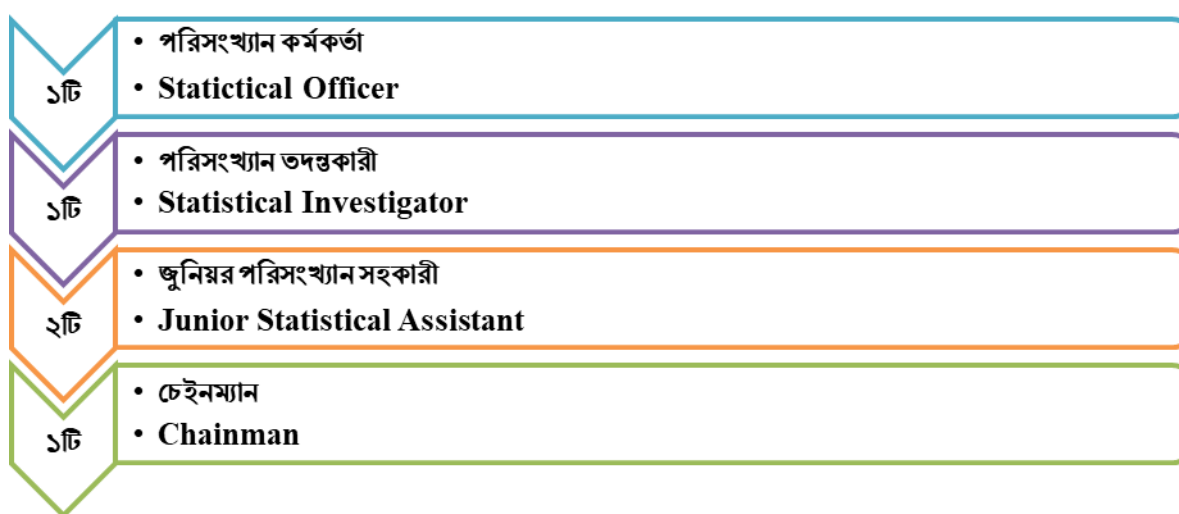 ১টি
• পরিসংখ্যান কর্মকর্তা
• Statictical Officer
১টি
• পরিসংখ্যান তদন্তকারী
• Statistical Investigator
২টি
• জুনিয়র পরিসংখ্যান সহকারী
• Junior Statistical Assistant
১টি
• চেইনম্যান
• Chainman